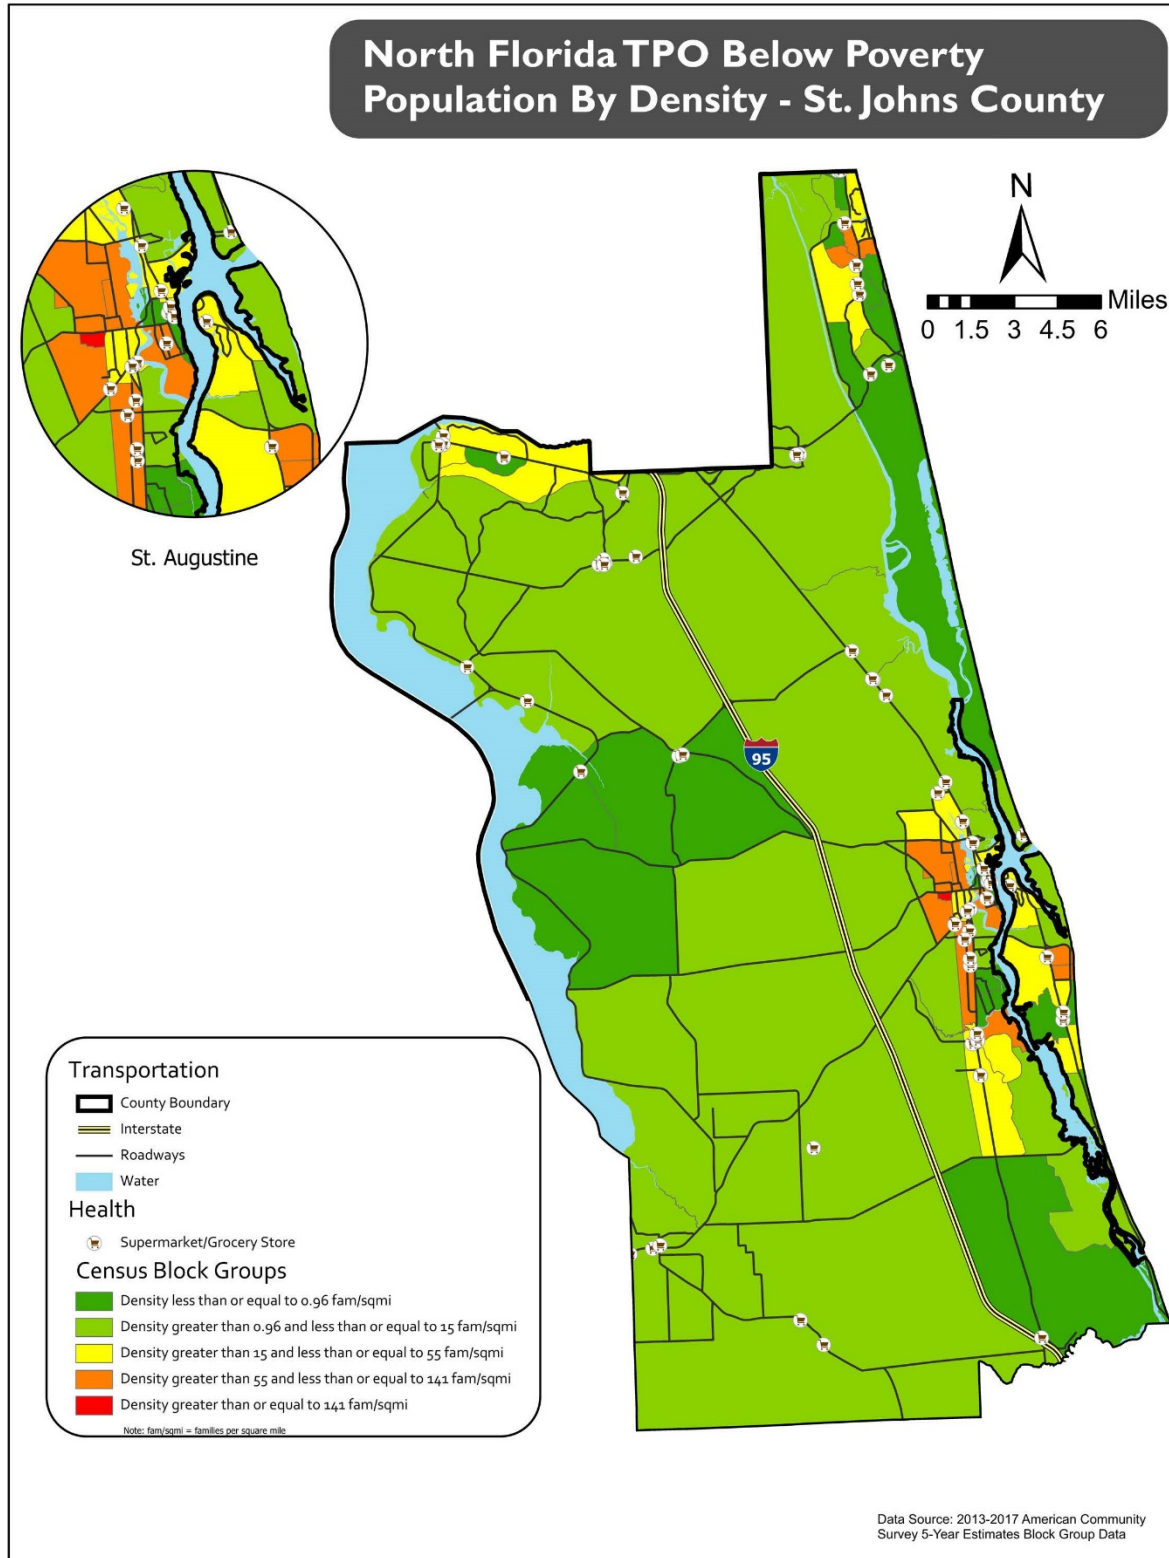 North Florida TPO Below Poverty
Population By Density - St. Johns County
N
Miles
0 1.5 3 4.5 6
St. Augustine
95
Transportation
County Boundary
Interstate
Roadways
Water
Health
Supermarket/Grocery Store
Census Block Groups
Density less than or equal to 0.96 fam/sqmi
Density greater than 0.96 and less than or equal to 15 fam/sqmi
Density greater than 15 and less than or equal to 55 fam/sqmi
Density greater than 55 and less than or equal to 141 fam/sqmi
Density greater than or equal to 141 fam/sqmi
Note: fam/sqmi = families per square mile
Data Source: 2013-2017 American Community
Survey 5-Year Estimates Block Group Data